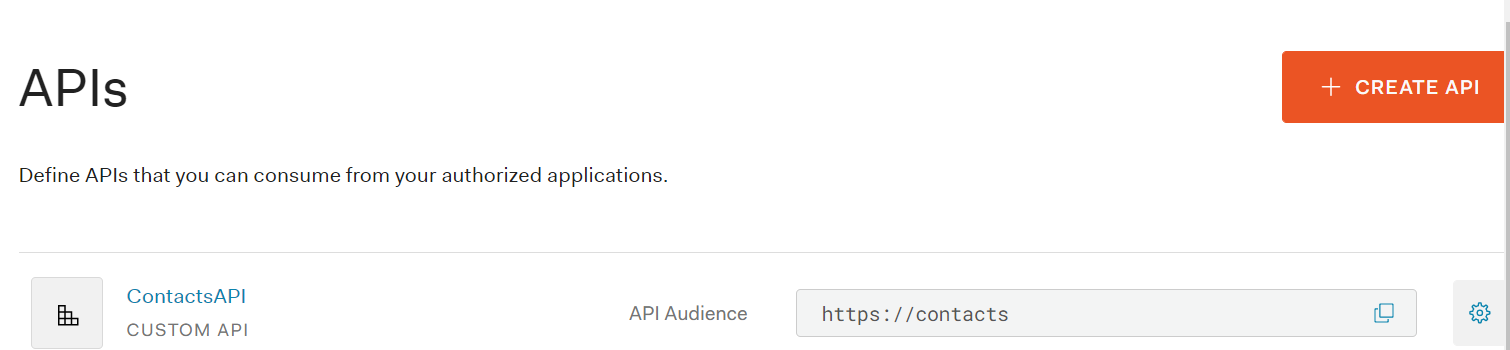 APIs
+ CREATE API
Define APIs that you can consume from your authorized applications.
ContactsAPI
CUSTOM API
API Audience
https://contacts